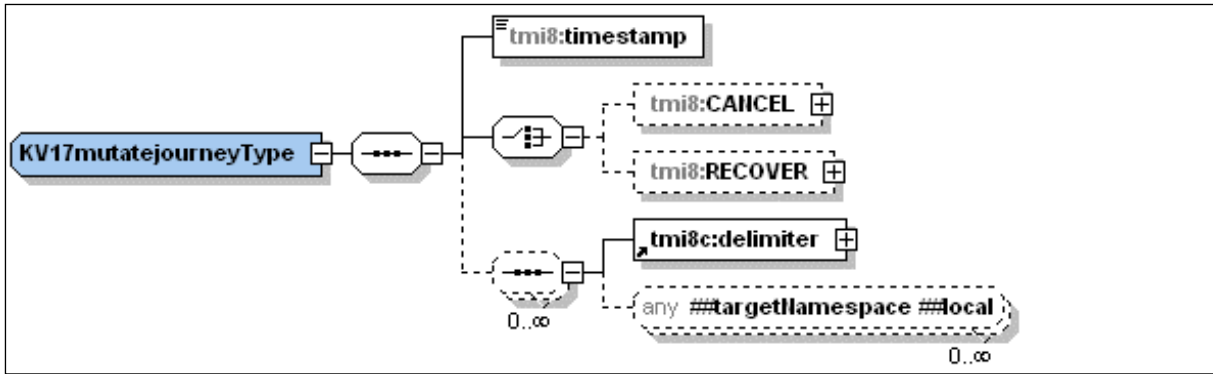 tmi8:timestamp
tmi8:CANCEL
KV17mutatejourneyType
tmi8:RECOVER
tmi8c:delimiter
any ##targetNamespace ##local
0..∞
0..∞